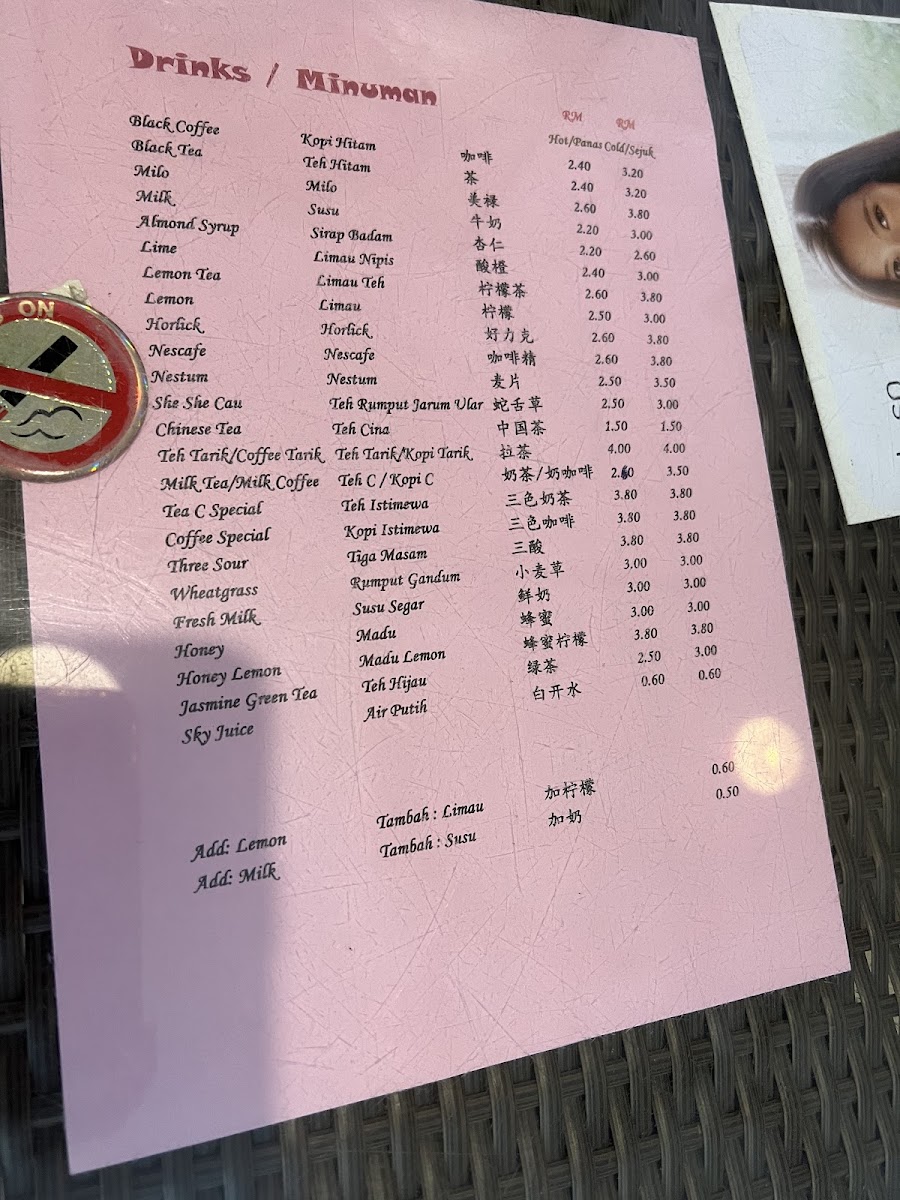 Drinks / Minuman
RM RM
Hot/Panas Cold/Sejuk
Black Coffee Kopi Hitam 咖啡 2.40 3.20
Black Tea Teh Hitam 茶 2.40 3.20
Milo Milo 美禄 2.60 3.80
Milk Susu 牛奶 2.20 3.00
Almond Syrup Sirap Badam 杏仁 2.20 2.60
Lime Limau Nipis 酸橙 2.40 3.00
Lemon Tea Limau Teh 柠檬茶 2.60 3.80
Lemon Limau 柠檬 2.50 3.00
Horlick Horlick 好力克 2.60 3.80
Nescafe Nescafe 咖啡精 2.60 3.80
Nestum Nestum 麦片 2.50 3.50
She She Cau Teh Rumput Jarum Ular 蛇舌草 2.50 3.00
Chinese Tea Teh Cina 中国茶 1.50 1.50
Teh Tarik/Coffee Tarik Teh Tarik/Kopi Tarik 拉茶 4.00 4.00
Milk Tea/Milk Coffee Teh C / Kopi C 奶茶/奶咖啡 2.60 3.50
Tea C Special Teh Istimewa 三色奶茶 3.80 3.80
Coffee Special Kopi Istimewa 三色咖啡 3.80 3.80
Three Sour Tiga Masam 三酸 3.80 3.80
Wheatgrass Rumput Gandum 小麦草 3.00 3.00
Fresh Milk Susu Segar 鲜奶 3.00 3.00
Honey Madu 蜂蜜 3.00 3.00
Honey Lemon Madu Lemon 蜂蜜柠檬 3.80 3.80
Jasmine Green Tea Teh Hijau 绿茶 2.50 3.00
Sky Juice Air Putih 白开水 0.60 0.60
Add: Lemon Tambah : Limau 加柠檬 0.60
Add: Milk Tambah : Susu 加奶 0.50
ON